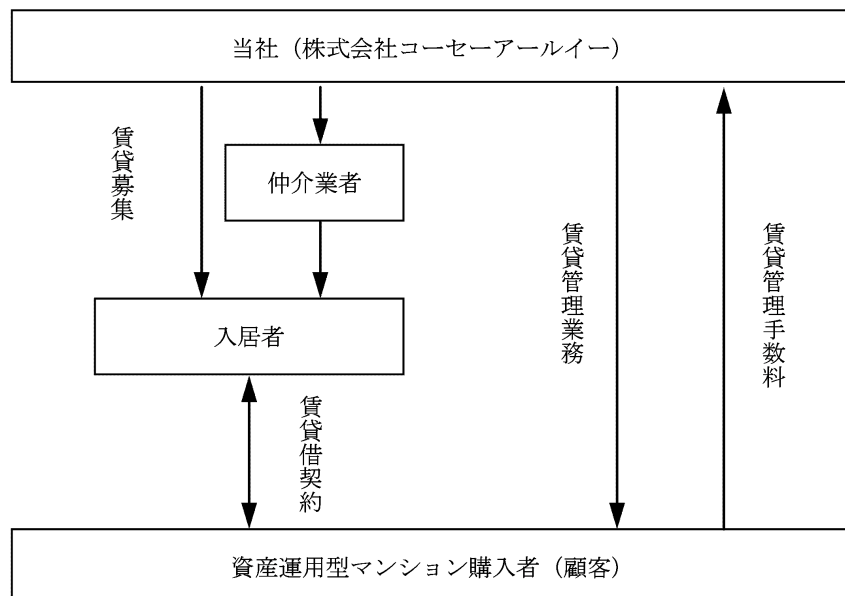 当社（株式会社コーセーアールイー）
賃貸募集
仲介業者
賃貸管理業務
賃貸管理手数料
入居者
賃貸借契約
資産運用型マンション購入者（顧客）